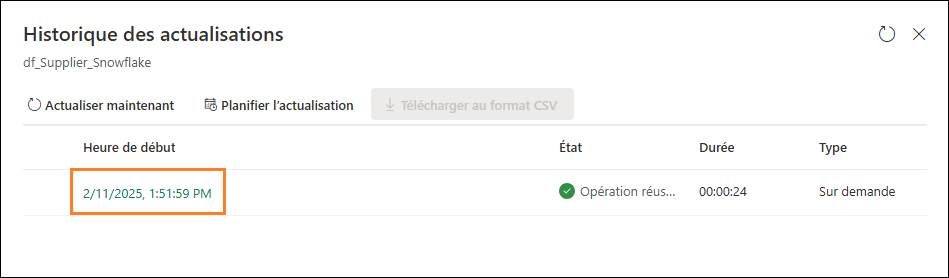 Historique des actualisations
df_Supplier_Snowflake
Actualiser maintenant Planifier l'actualisation Télécharger au format CSV
Heure de début État Durée Type
2/11/2025, 1:51:59 PM Opération réus... 00:00:24 Sur demande